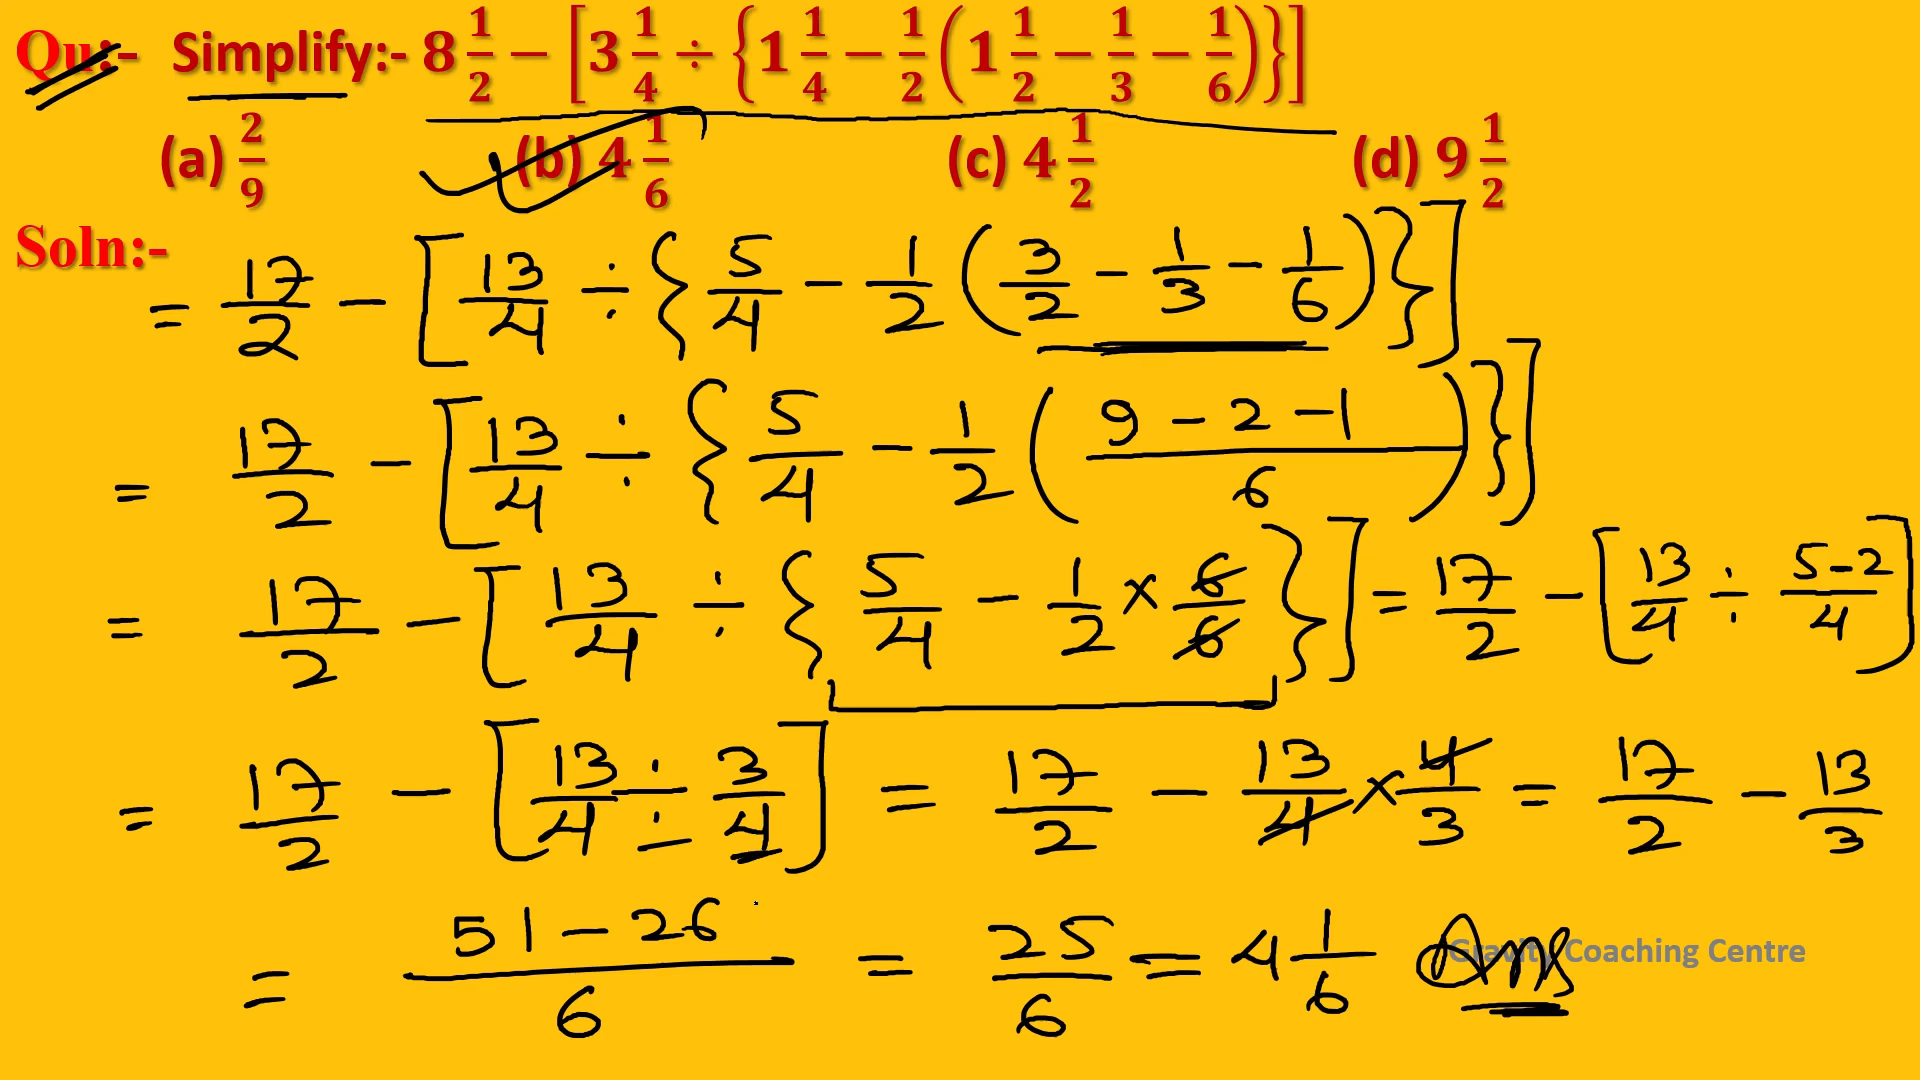 Qu:- Simplify:- 8 1/2 − [3 1/4 ÷ {1 1/4 − 1/2 (1 1/2 − 1/3 − 1/6)}]
(a) 2/9 (b) 4 1/6 (c) 4 1/2 (d) 9 1/2
Soln:-
= 17/2 − [13/4 ÷ {5/4 − 1/2 (3/2 − 1/3 − 1/6)}]
= 17/2 − [13/4 ÷ {5/4 − 1/2 ((9 − 2 − 1)/6)}]
= 17/2 − [13/4 ÷ {5/4 − 1/2 × 6/6}] = 17/2 − [13/4 ÷ (5−2)/4]
= 17/2 − [13/4 ÷ 3/4] = 17/2 − 13/4 × 4/3 = 17/2 − 13/3
= (51 − 26)/6 = 25/6 = 4 1/6 Ans
Gravity Coaching Centre